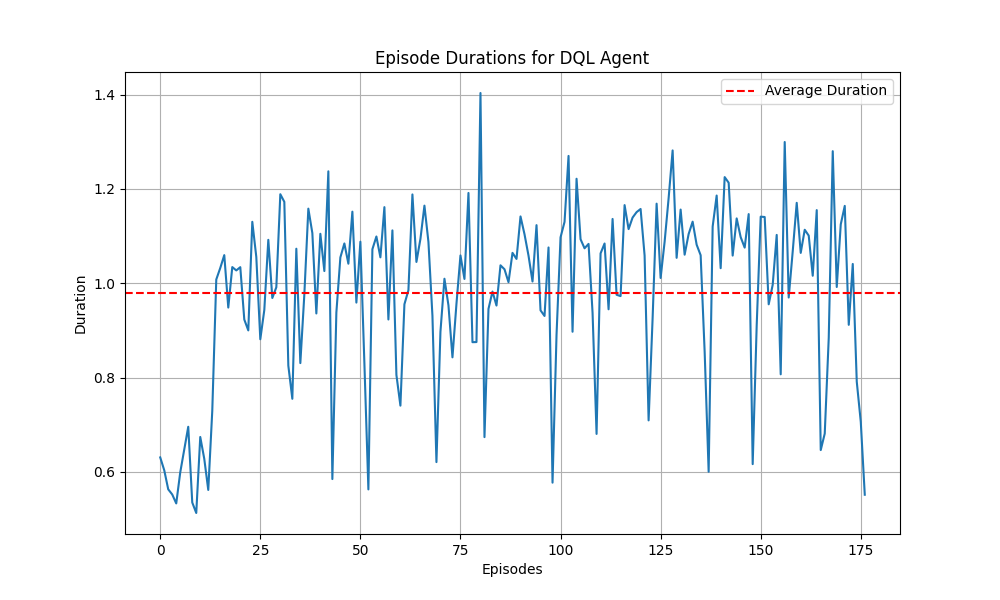 Episode Durations for DQL Agent
Average Duration
1.4
1.2
1.0
0.8
0.6
Duration
0 25 50 75 100 125 150 175
Episodes